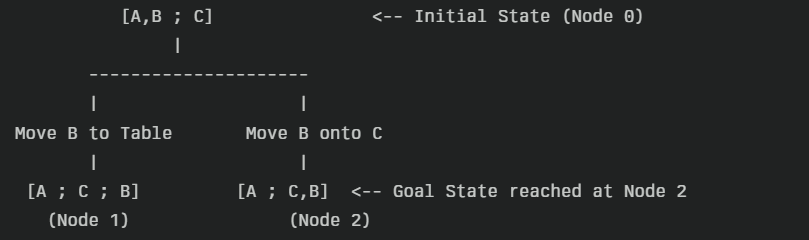 [A,B ; C]             <-- Initial State (Node 0)
|
---------------------
|                 |
Move B to Table      Move B onto C
|                 |
[A ; C ; B]        [A ; C,B]  <-- Goal State reached at Node 2
(Node 1)             (Node 2)